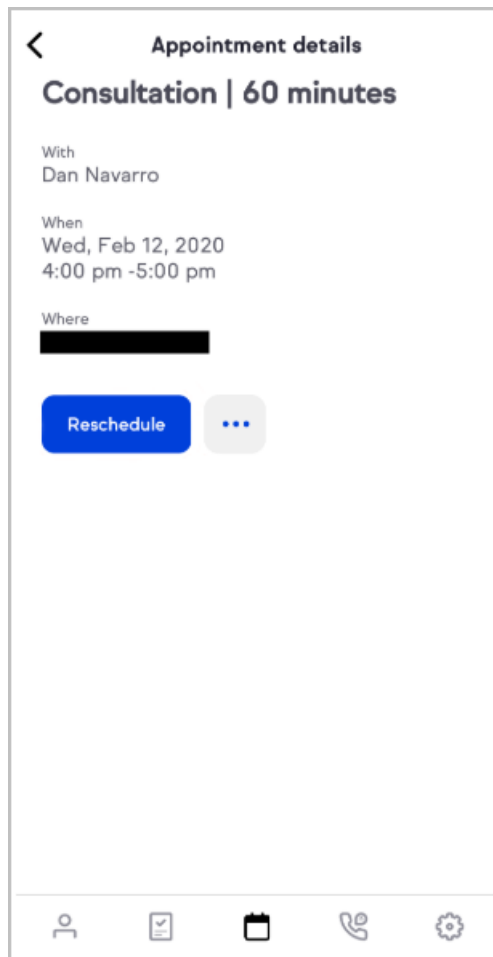 Appointment details
Consultation | 60 minutes
With
Dan Navarro
When
Wed, Feb 12, 2020
4:00 pm -5:00 pm
Where
Reschedule